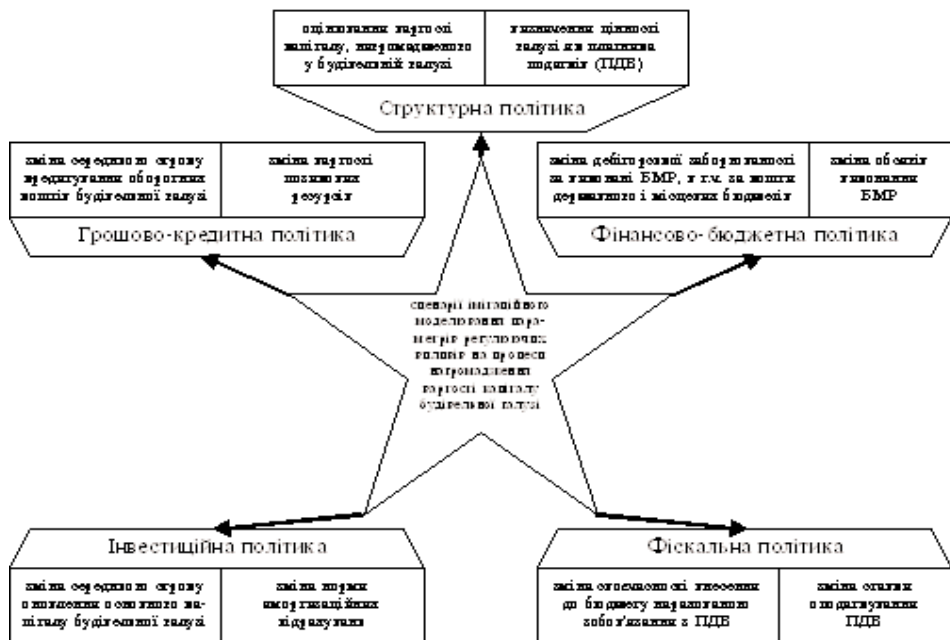 оцінювання вартості
капіталу, нагромадженого
у будівельній галузі
визначення цінності
галузі як платника
податків (ПДВ)
Структурна політика
зміна середнього строку
кредитування оборотних
коштів будівельної галузі
зміна вартості
позикових
ресурсів
Грошово-кредитна політика
зміна дебіторської заборгованості
за виконані БМР, в т.ч. за кошти
державного і місцевих бюджетів
зміна обсягів
виконання
БМР
Фінансово-бюджетна політика
сценарії імітаційного
моделювання пара-
метрів регулюючих
впливів на процеси
нагромадження
вартості капіталу
будівельної галузі
Інвестиційна політика
зміна середнього строку
оновлення основного ка-
піталу будівельної галузі
зміна норми
амортизаційних
відрахувань
Фіскальна політика
зміна своєчасності внесення
до бюджету нарахованого
зобов'язання з ПДВ
зміна ставки
оподаткування
ПДВ